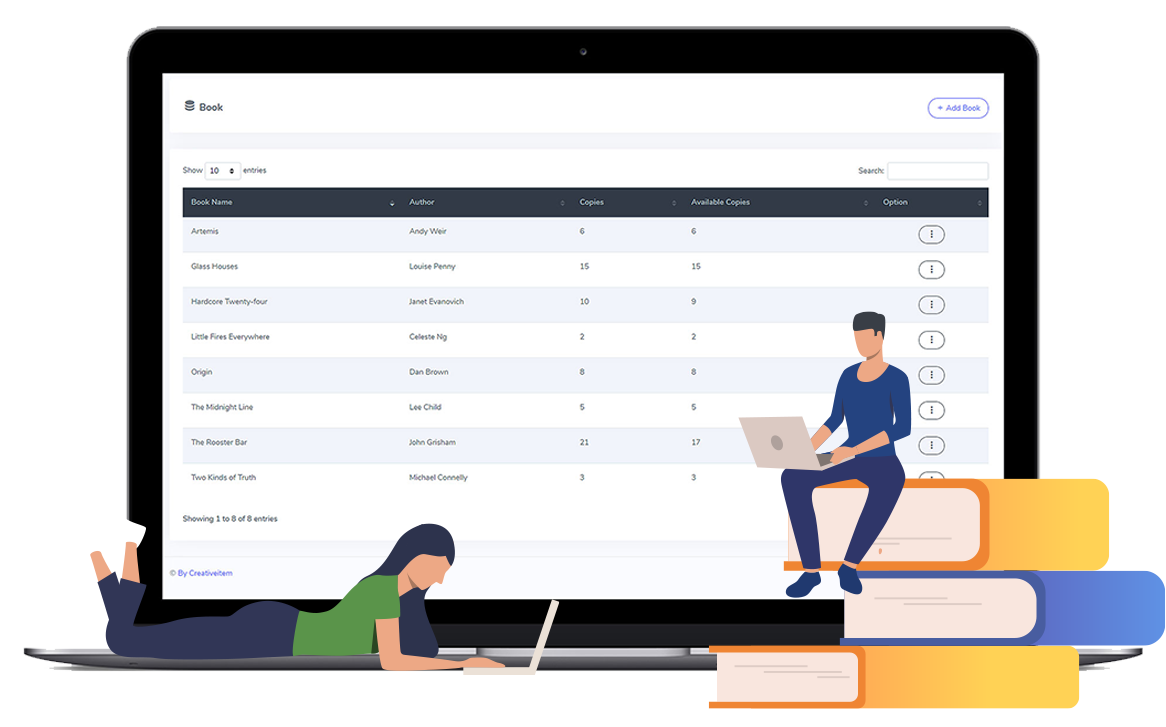 Book
+ Add Book
Show 10 entries Search:
Book Name Author Copies Available Copies Option
Artemis Andy Weir 6 6
Glass Houses Louise Penny 15 15
Hardcore Twenty-four Janet Evanovich 10 9
Little Fires Everywhere Celeste Ng 2 2
Origin Dan Brown 8 8
The Midnight Line Lee Child 5 5
The Rooster Bar John Grisham 21 17
Two Kinds of Truth Michael Connelly 3 3
Showing 1 to 8 of 8 entries
© By Creativeitem